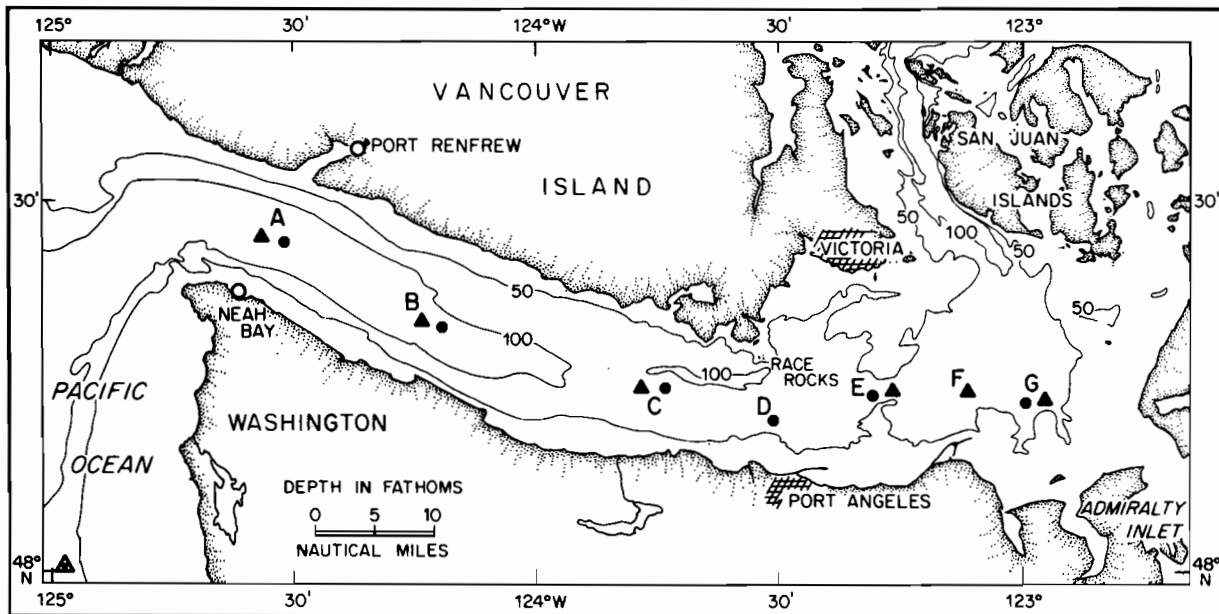 125° 30' 124°W 30' 123°
VANCOUVER
PORT RENFREW
SAN JUAN
ISLAND
ISLANDS
30' 30'
50
100
50
VICTORIA
A
50
B
50
NEAH
BAY
100
RACE
ROCKS
100
PACIFIC
C
D
E
F
G
WASHINGTON
OCEAN
DEPTH IN FATHOMS
0 5 10
NAUTICAL MILES
PORT ANGELES
ADMIRALTY
INLET
48°
N
48°
N
125° 30' 124°W 30' 123°